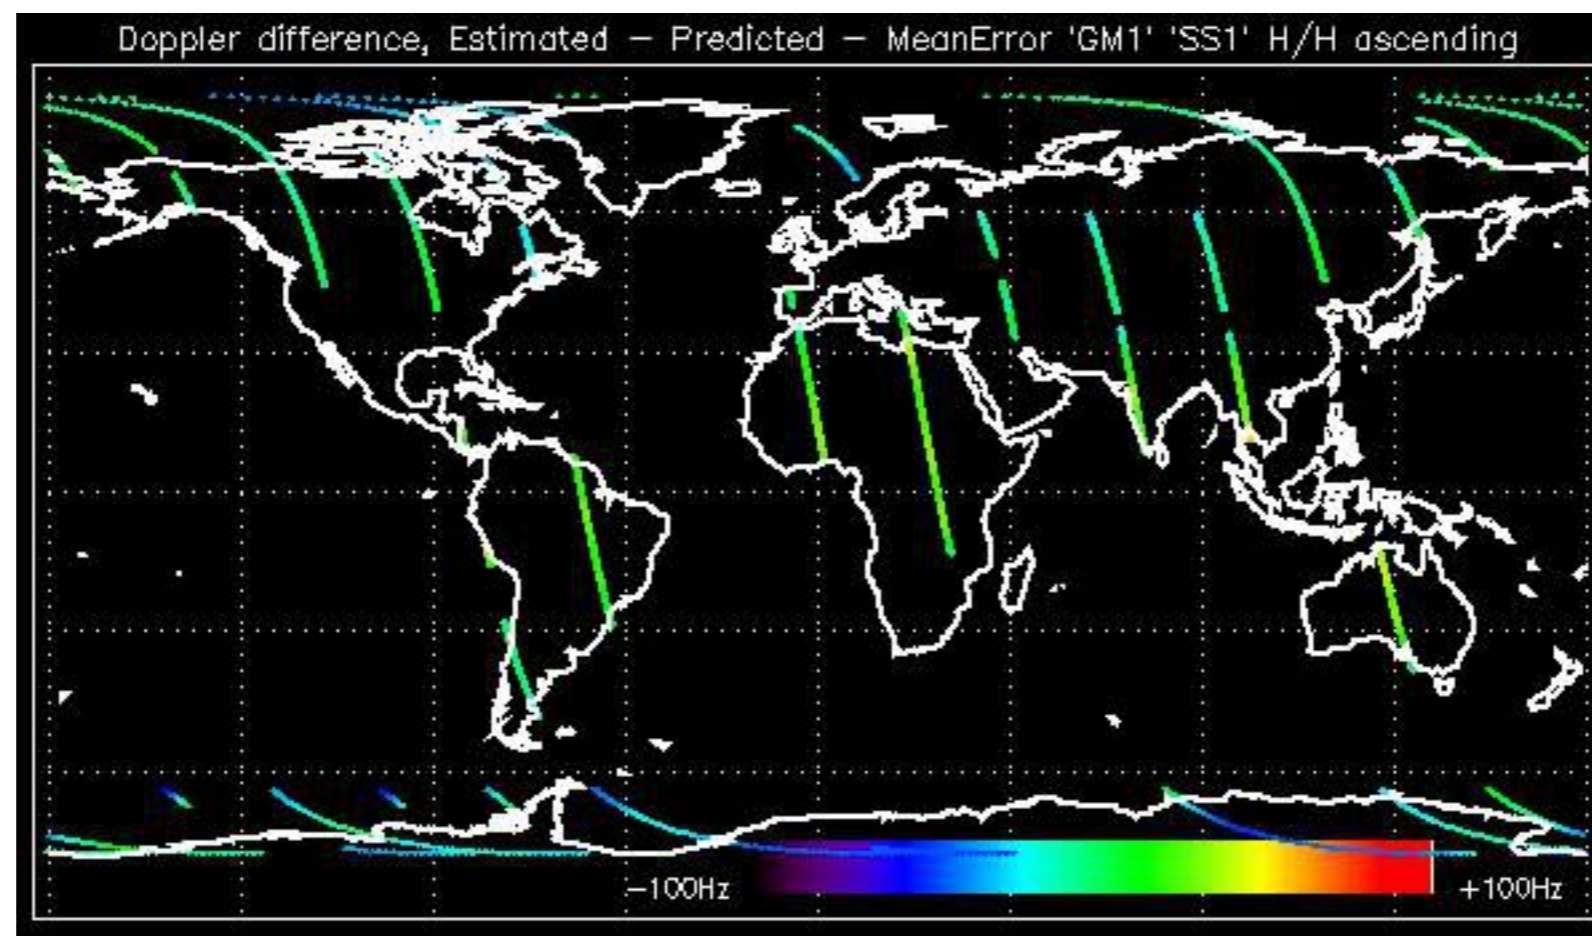 Doppler difference, Estimated − Predicted − MeanError 'GM1' 'SS1' H/H ascending
−100Hz +100Hz